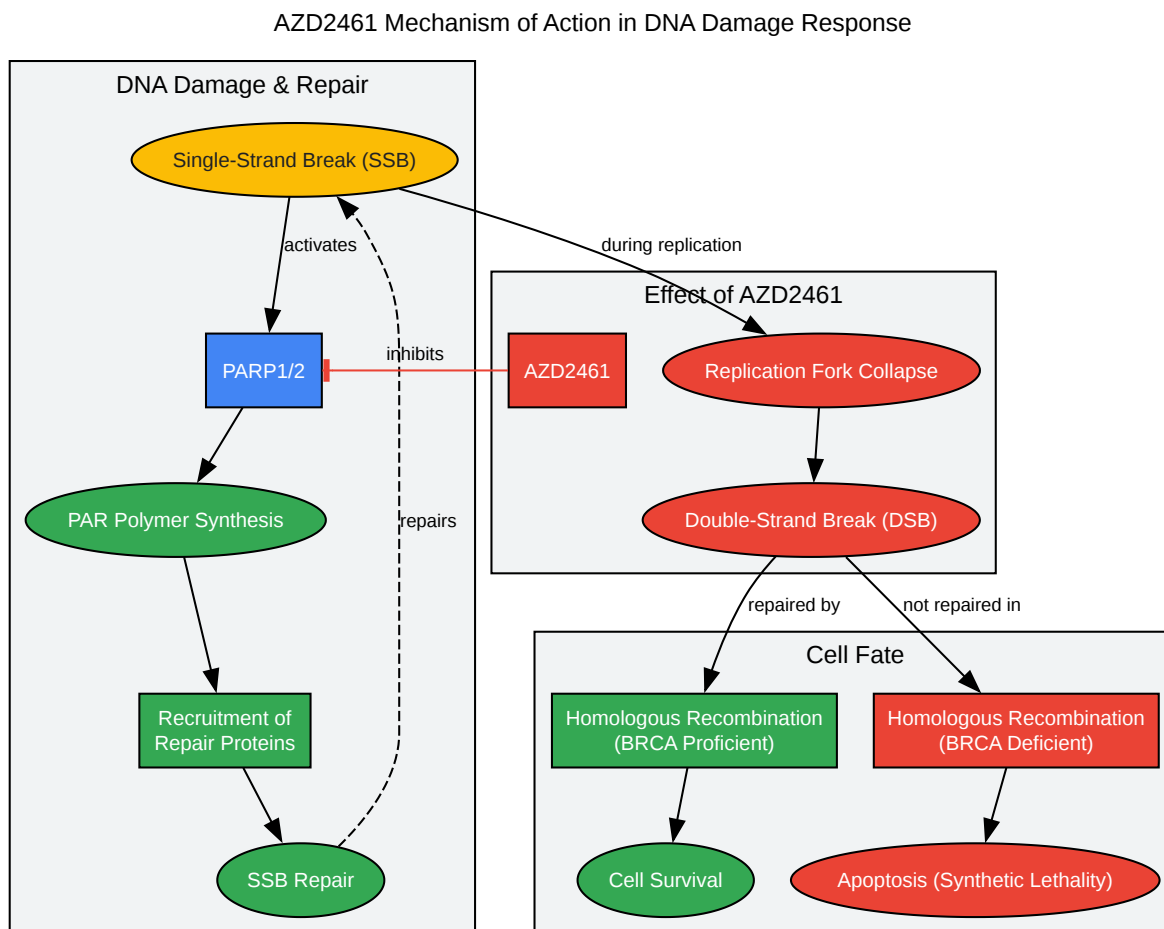 AZD2461 Mechanism of Action in DNA Damage Response
DNA Damage & Repair
Single-Strand Break (SSB)
activates
during replication
Effect of AZD2461
PARP1/2
inhibits
AZD2461
Replication Fork Collapse
PAR Polymer Synthesis
repairs
Double-Strand Break (DSB)
repaired by
not repaired in
Cell Fate
Recruitment of
Repair Proteins
Homologous Recombination
(BRCA Proficient)
Homologous Recombination
(BRCA Deficient)
SSB Repair
Cell Survival
Apoptosis (Synthetic Lethality)